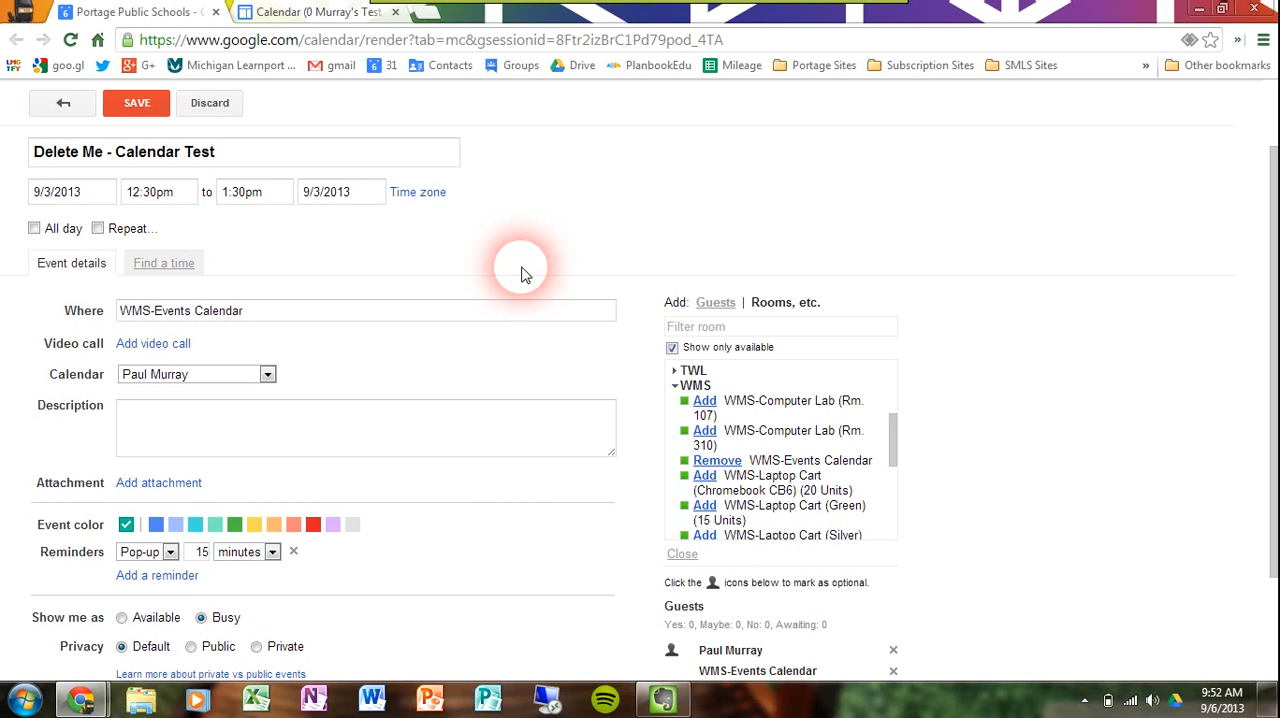 Portage Public Schools - C ×
Calendar (0 Murray's Test ×
https://www.google.com/calendar/render?tab=mc&gsessionid=8Ftr2izBrC1Pd79pod_4TA
LMG TFY goo.gl G+ Michigan Learnport ... gmail 6 31 Contacts Groups Drive PlanbookEdu Mileage Portage Sites Subscription Sites SMLS Sites » Other bookmarks
SAVE Discard
Delete Me - Calendar Test
9/3/2013 12:30pm to 1:30pm 9/3/2013 Time zone
All day Repeat...
Event details Find a time
Where WMS-Events Calendar
Video call Add video call
Calendar Paul Murray
Description
Attachment Add attachment
Event color
Reminders Pop-up 15 minutes ×
Add a reminder
Show me as Available Busy
Privacy Default Public Private
Learn more about private vs public events
Add: Guests | Rooms, etc.
Filter room
Show only available
TWL
WMS
Add WMS-Computer Lab (Rm.
107)
Add WMS-Computer Lab (Rm.
310)
Remove WMS-Events Calendar
Add WMS-Laptop Cart
(Chromebook CB6) (20 Units)
Add WMS-Laptop Cart (Green)
(15 Units)
Add WMS-Laptop Cart (Silver)
Close
Click the icons below to mark as optional.
Guests
Yes: 0, Maybe: 0, No: 0, Awaiting: 0
Paul Murray ×
WMS-Events Calendar ×
9:52 AM
9/6/2013